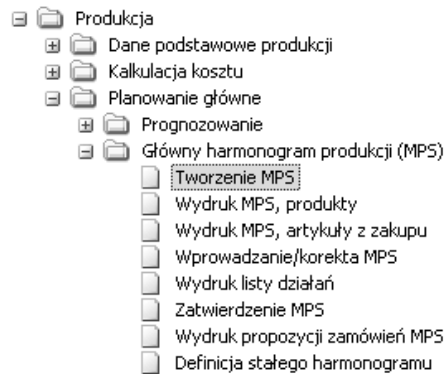 Produkcja
Dane podstawowe produkcji
Kalkulacja kosztu
Planowanie główne
Prognozowanie
Główny harmonogram produkcji (MPS)
Tworzenie MPS
Wydruk MPS, produkty
Wydruk MPS, artykuły z zakupu
Wprowadzanie/korekta MPS
Wydruk listy działań
Zatwierdzenie MPS
Wydruk propozycji zamówień MPS
Definicja stałego harmonogramu